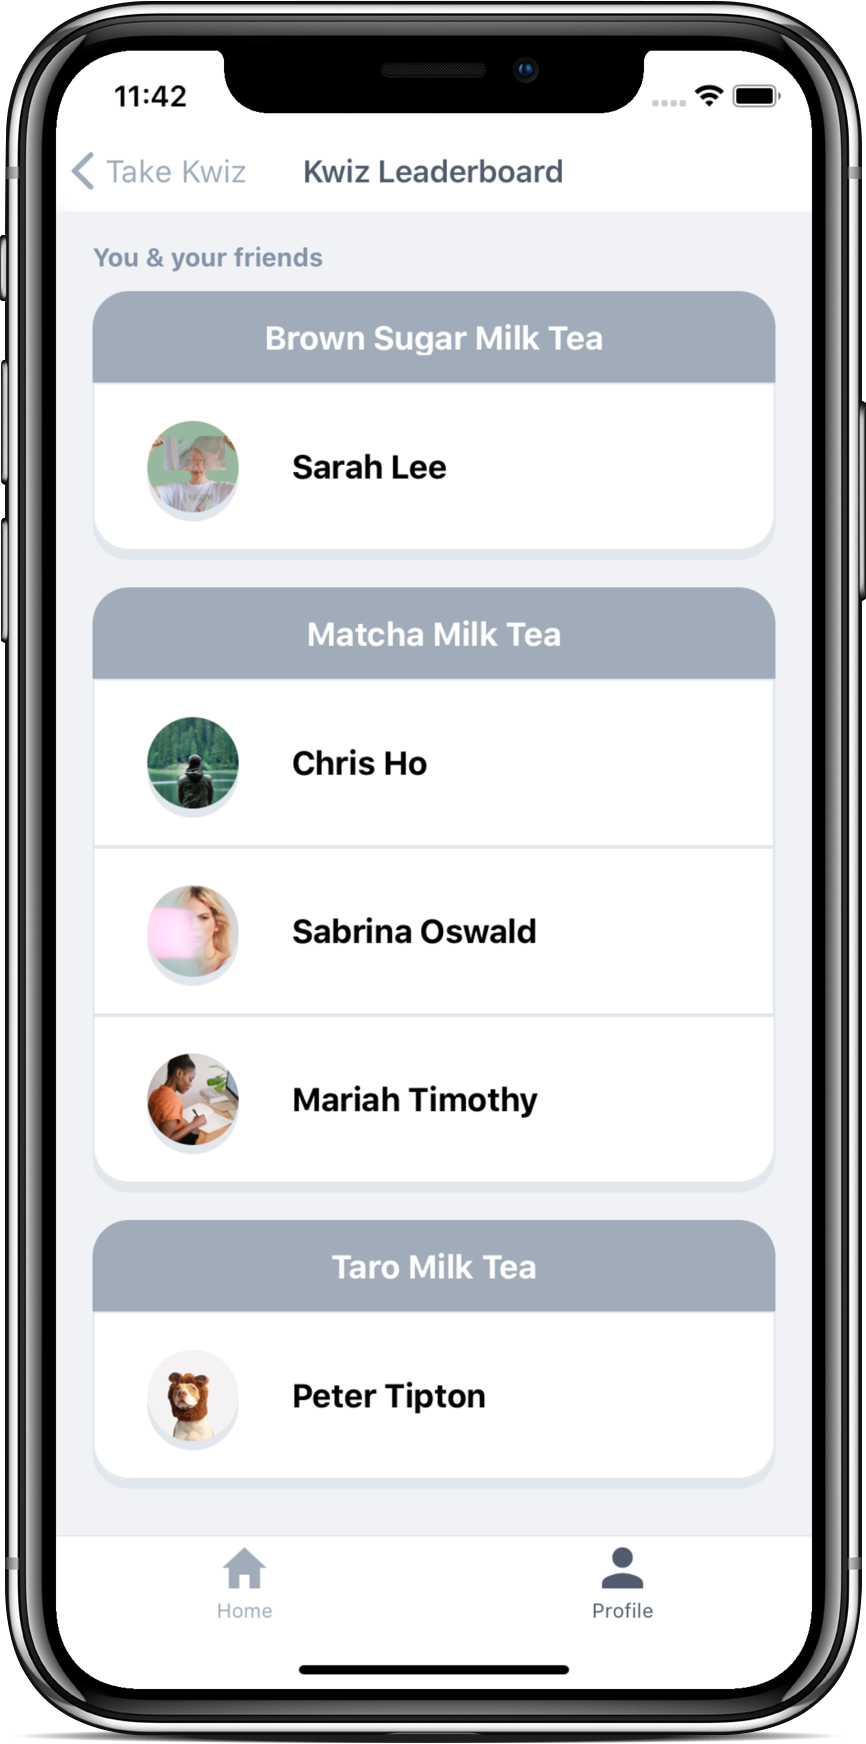 11:42
Take Kwiz Kwiz Leaderboard
You & your friends
Brown Sugar Milk Tea
Sarah Lee
Matcha Milk Tea
Chris Ho
Sabrina Oswald
Mariah Timothy
Taro Milk Tea
Peter Tipton
Home Profile